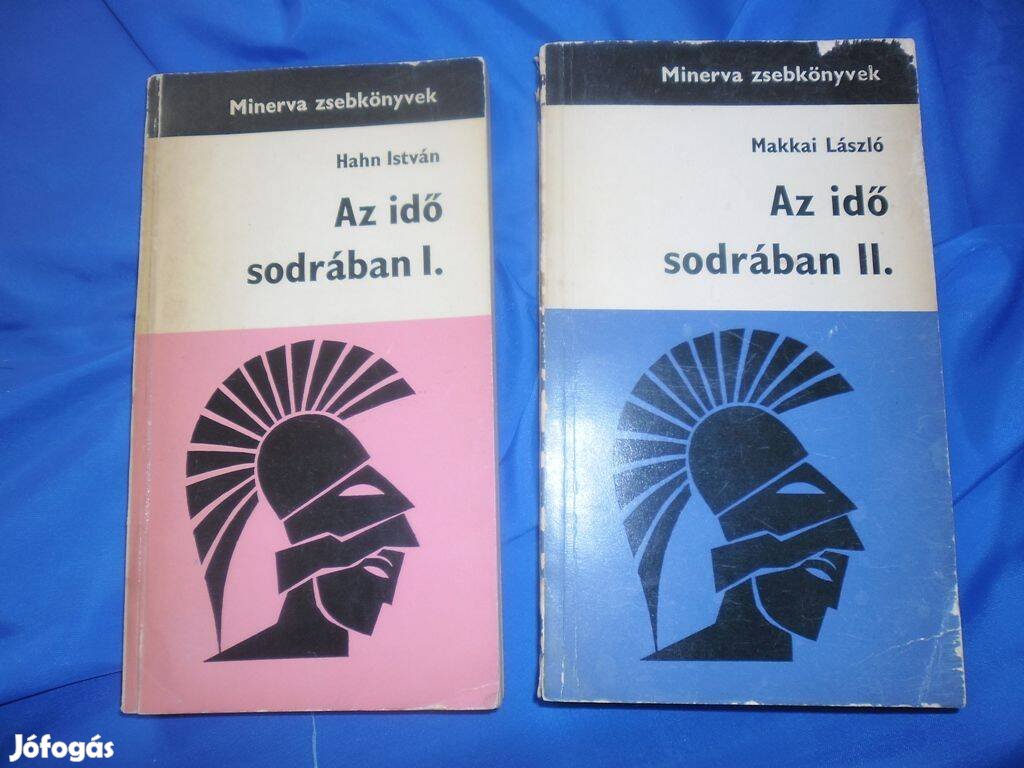 Minerva zsebkönyvek
Hahn István
Az idő
sodrában I.
Minerva zsebkönyvek
Makkai László
Az idő
sodrában II.
Jófogás